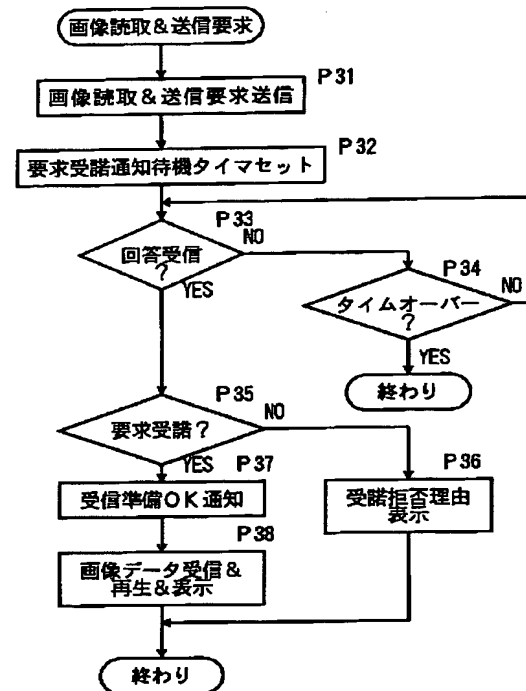 画像読取&送信要求
P31
画像読取&送信要求送信
P32
要求受諾通知待機タイマセット
P33
回答受信
?
NO
YES
P34
タイムオーバー
?
NO
YES
終わり
P35
要求受諾?
NO
YES
P37
受信準備OK通知
P36
受諾拒否理由
表示
P38
画像データ受信&
再生&表示
終わり